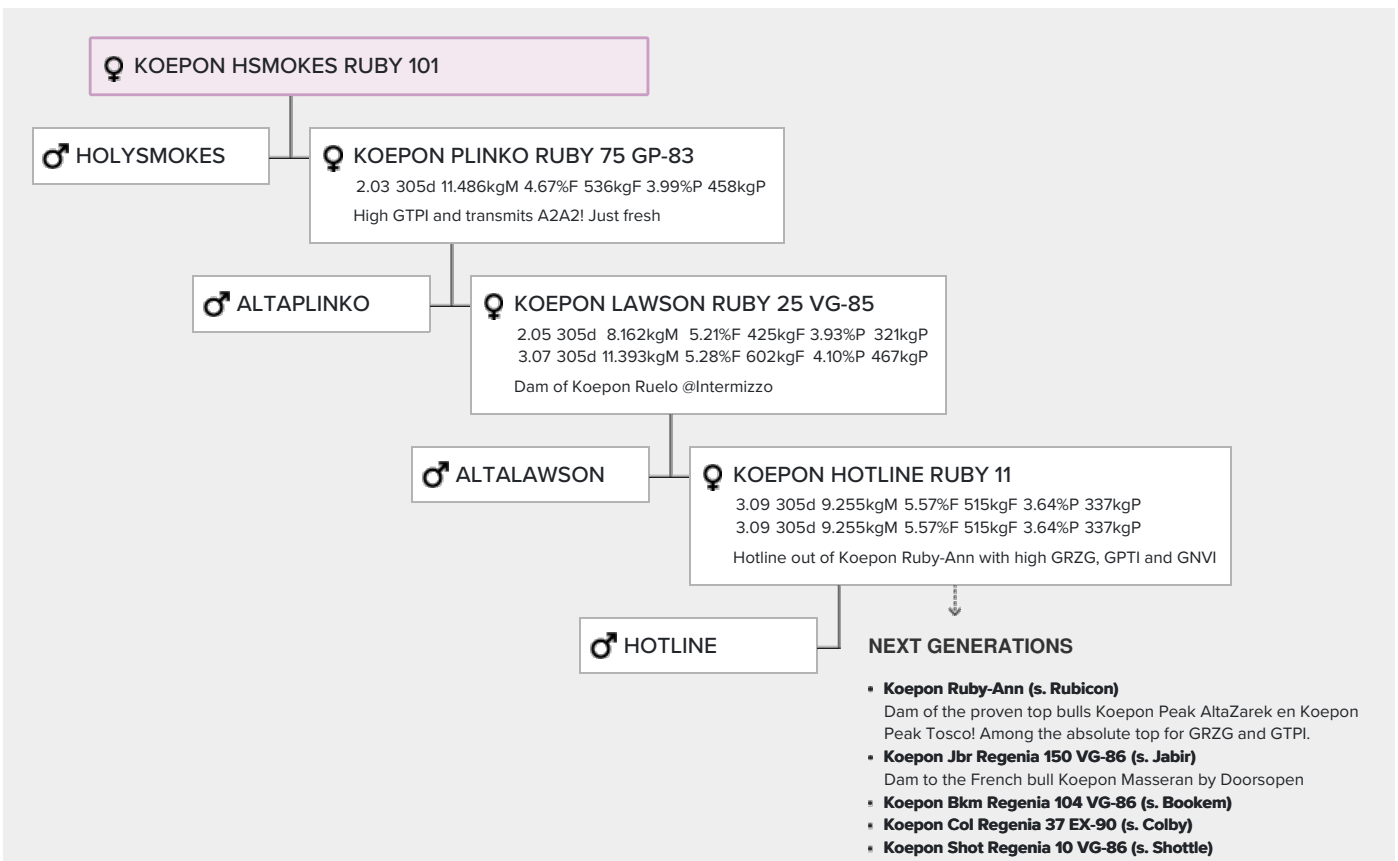 KOEPON HSMOKES RUBY 101
HOLYSMOKES
KOEPON PLINKO RUBY 75 GP-83
2.03 305d 11.486kgM 4.67%F 536kgF 3.99%P 458kgP
High GTPI and transmits A2A2! Just fresh
ALTAPLINKO
KOEPON LAWSON RUBY 25 VG-85
2.05 305d 8.162kgM 5.21%F 425kgF 3.93%P 321kgP
3.07 305d 11.393kgM 5.28%F 602kgF 4.10%P 467kgP
Dam of Koepon Ruelo @Intermizzo
ALTALAWSON
KOEPON HOTLINE RUBY 11
3.09 305d 9.255kgM 5.57%F 515kgF 3.64%P 337kgP
3.09 305d 9.255kgM 5.57%F 515kgF 3.64%P 337kgP
Hotline out of Koepon Ruby-Ann with high GRZG, GPTI and GNVI
HOTLINE
NEXT GENERATIONS
Koepon Ruby-Ann (s. Rubicon)
Dam of the proven top bulls Koepon Peak AltaZarek en Koepon
Peak Tosco! Among the absolute top for GRZG and GTPI.
Koepon Jbr Regenia 150 VG-86 (s. Jabir)
Dam to the French bull Koepon Masseran by Doorsopen
Koepon Bkm Regenia 104 VG-86 (s. Bookem)
Koepon Col Regenia 37 EX-90 (s. Colby)
Koepon Shot Regenia 10 VG-86 (s. Shottle)